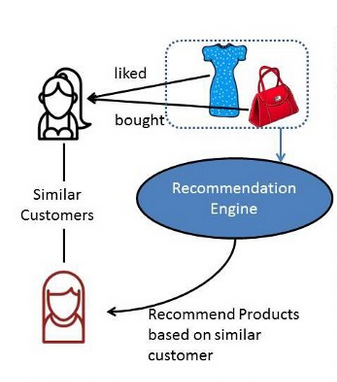 liked
bought
Similar
Customers
Recommendation
Engine
Recommend Products
based on similar
customer